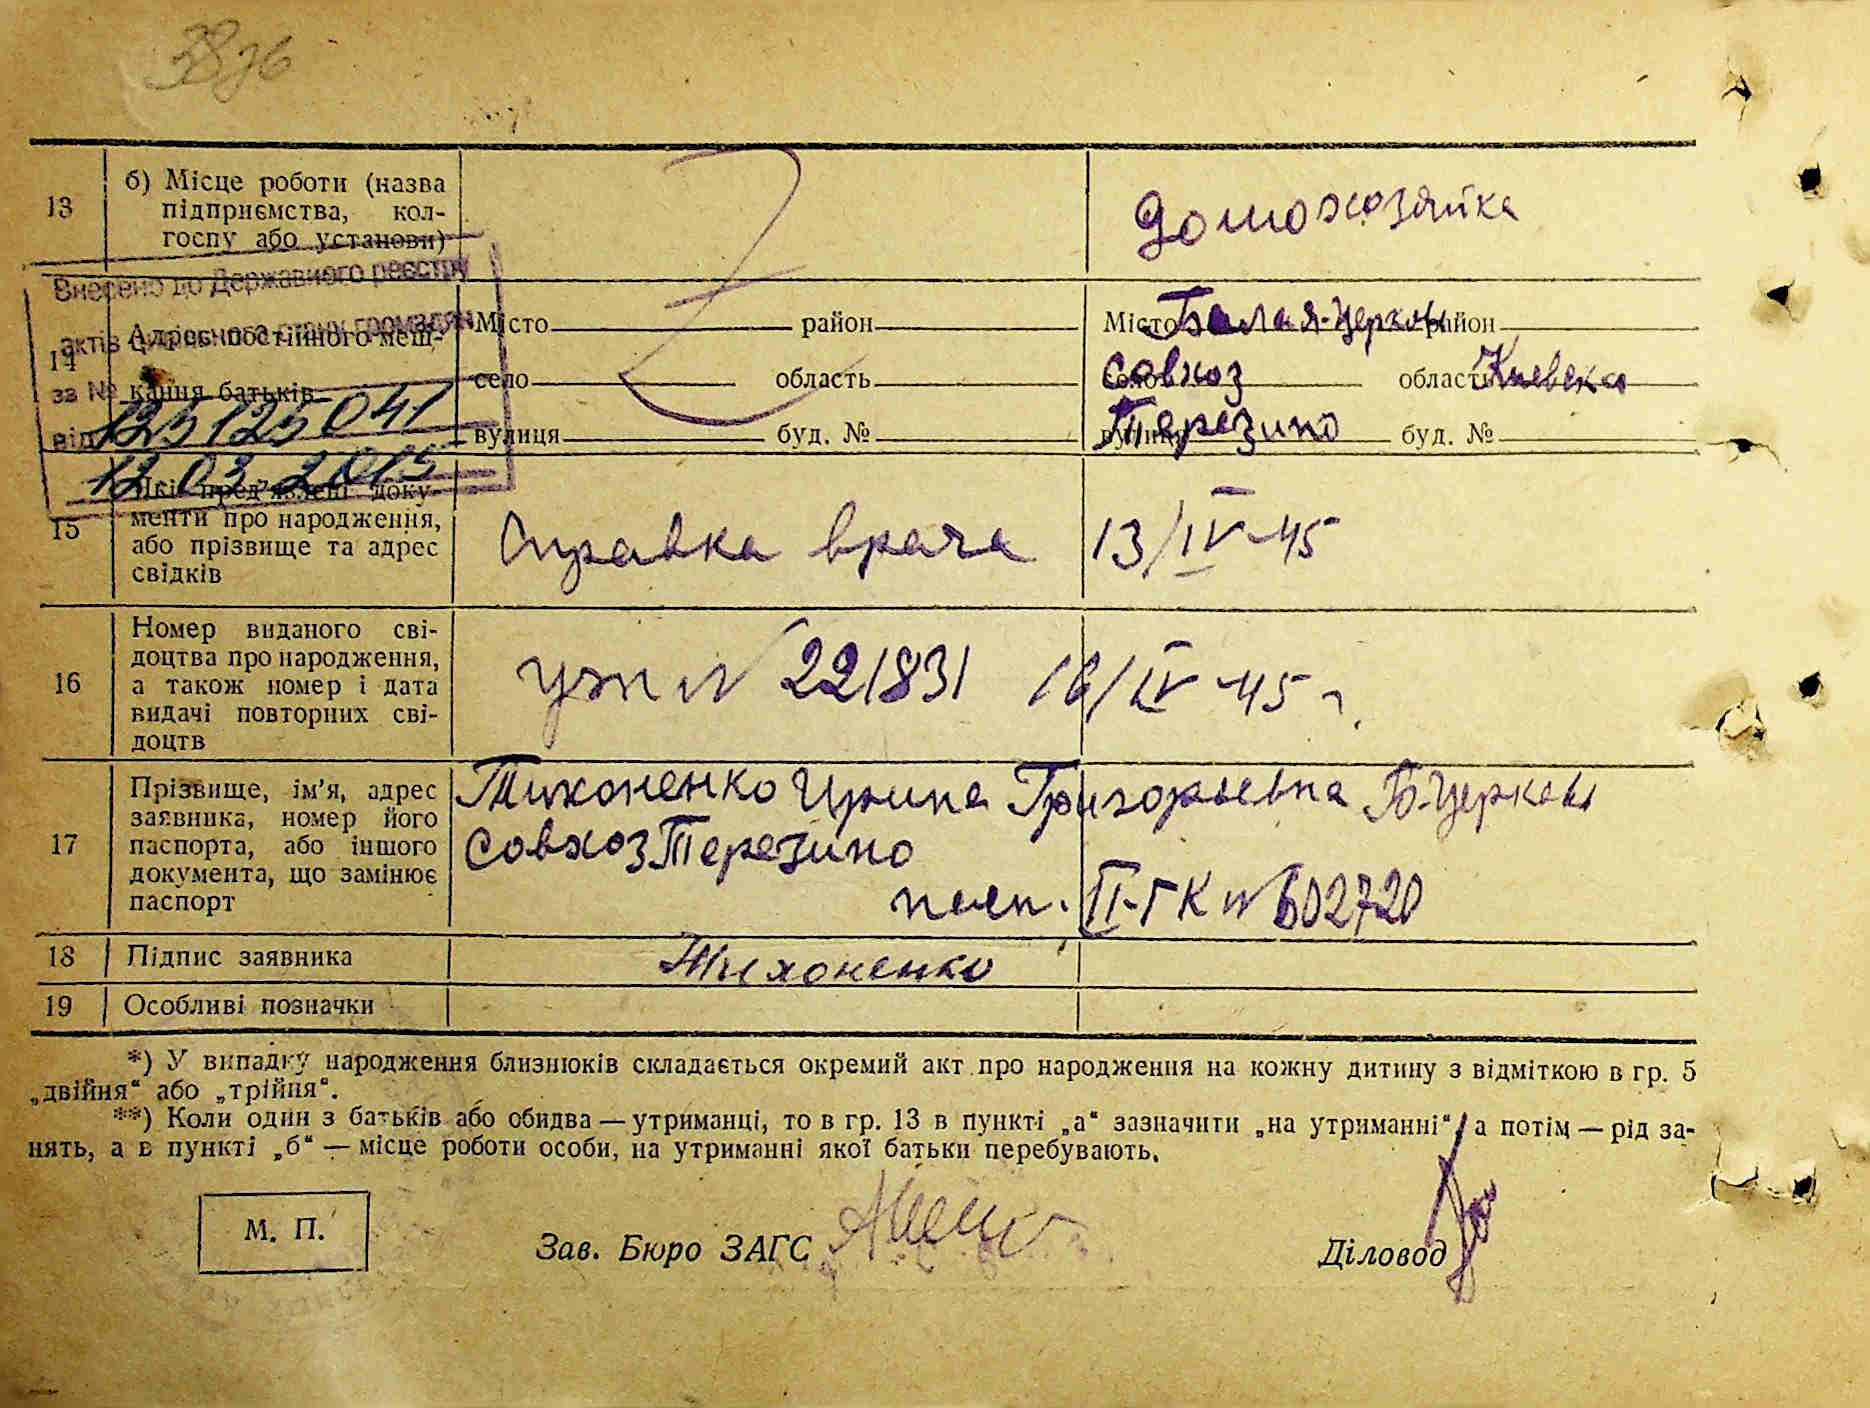 13
б) Місце роботи (назва
підприємства, кол-
госпу або установи)
домохозяйка
Внесено до Державного реєстру
актів цивільного стану громадян
за № 125125041
від 12.03.2015
14
Адрес постійного меш-
кання батьків
Місто район
село область
вулиця буд. №
Місто Белая-Церковь район
село совхоз область Киевска
вулиця Терезино буд. №
15
Які пред'явлені доку-
менти про народження,
або прізвище та адрес
свідків
Справка врача 13/IV-45
16
Номер виданого сві-
доцтва про народження,
а також номер і дата
видачі повторних сві-
доцтв
N 221831 16/IV-45 г.
17
Прізвище, ім'я, адрес
заявника, номер його
паспорта, або іншого
документа, що замінює
паспорт
Тихоненко Ирина Григорьевна Б-Церковь
совхоз Терезино
пасп. II-ГК N 602720
18
Підпис заявника
Тихоненко
19
Особливі позначки
*) У випадку народження близнюків складається окремий акт про народження на кожну дитину з відміткою в гр. 5
„двійня“ або „трійня“.
**) Коли один з батьків або обидва — утриманці, то в гр. 13 в пункті „а“ зазначити „на утриманні“, а потім — рід за-
нять, а в пункті „б“ — місце роботи особи, на утриманні якої батьки перебувають.
М. П.
Зав. Бюро ЗАГС
Діловод